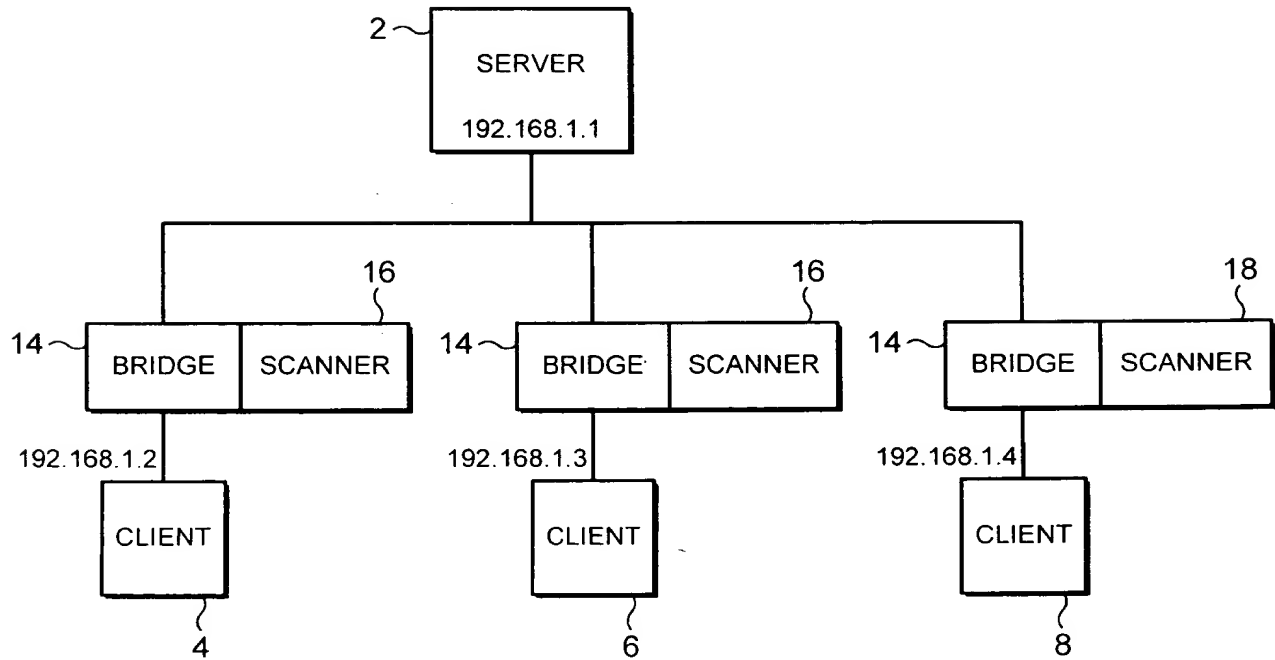 2
SERVER
192.168.1.1
16
16
18
14
BRIDGE
SCANNER
14
BRIDGE
SCANNER
14
BRIDGE
SCANNER
192.168.1.2
192.168.1.3
192.168.1.4
CLIENT
CLIENT
CLIENT
4
6
8